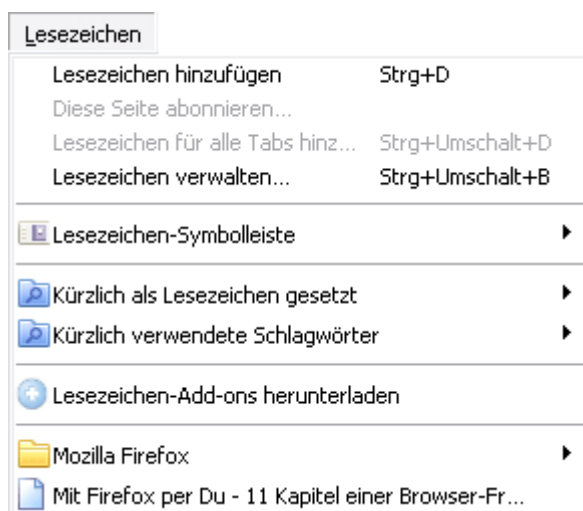 Lesezeichen
Lesezeichen hinzufügen Strg+D
Diese Seite abonnieren...
Lesezeichen für alle Tabs hinz... Strg+Umschalt+D
Lesezeichen verwalten... Strg+Umschalt+B
Lesezeichen-Symbolleiste
Kürzlich als Lesezeichen gesetzt
Kürzlich verwendete Schlagwörter
Lesezeichen-Add-ons herunterladen
Mozilla Firefox
Mit Firefox per Du - 11 Kapitel einer Browser-Fr...